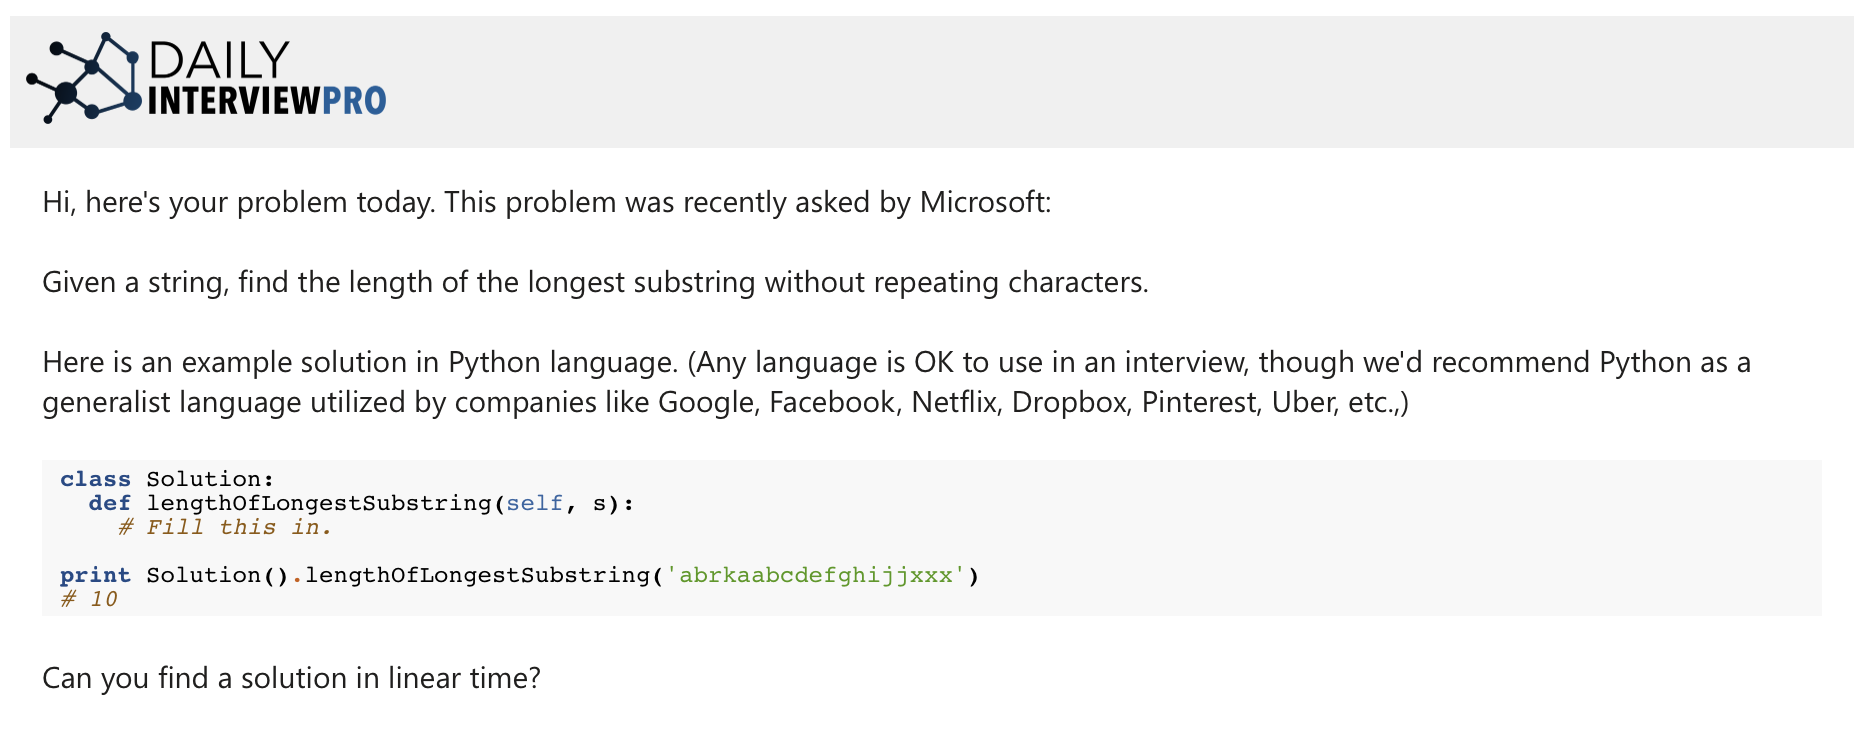 DAILY
INTERVIEWPRO
Hi, here's your problem today. This problem was recently asked by Microsoft:
Given a string, find the length of the longest substring without repeating characters.
Here is an example solution in Python language. (Any language is OK to use in an interview, though we'd recommend Python as a
generalist language utilized by companies like Google, Facebook, Netflix, Dropbox, Pinterest, Uber, etc.,)
class Solution:
  def lengthOfLongestSubstring(self, s):
    # Fill this in.
print Solution().lengthOfLongestSubstring('abrkaabcdefghijjxxx')
# 10
Can you find a solution in linear time?